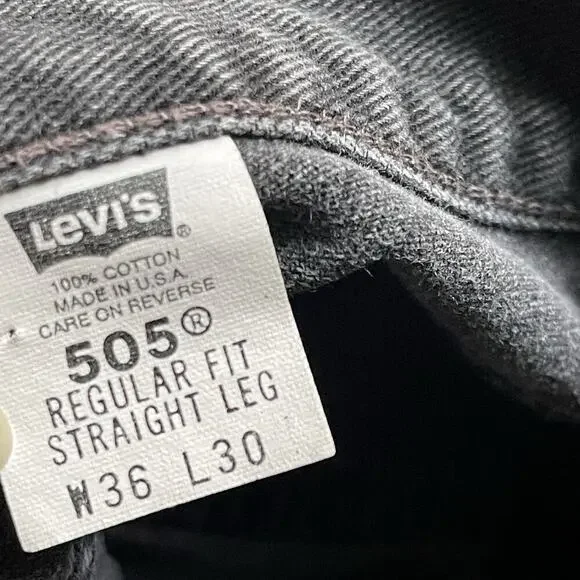 Levi's ®
100% COTTON
MADE IN U.S.A.
CARE ON REVERSE
505®
REGULAR FIT
STRAIGHT LEG
W36 L30